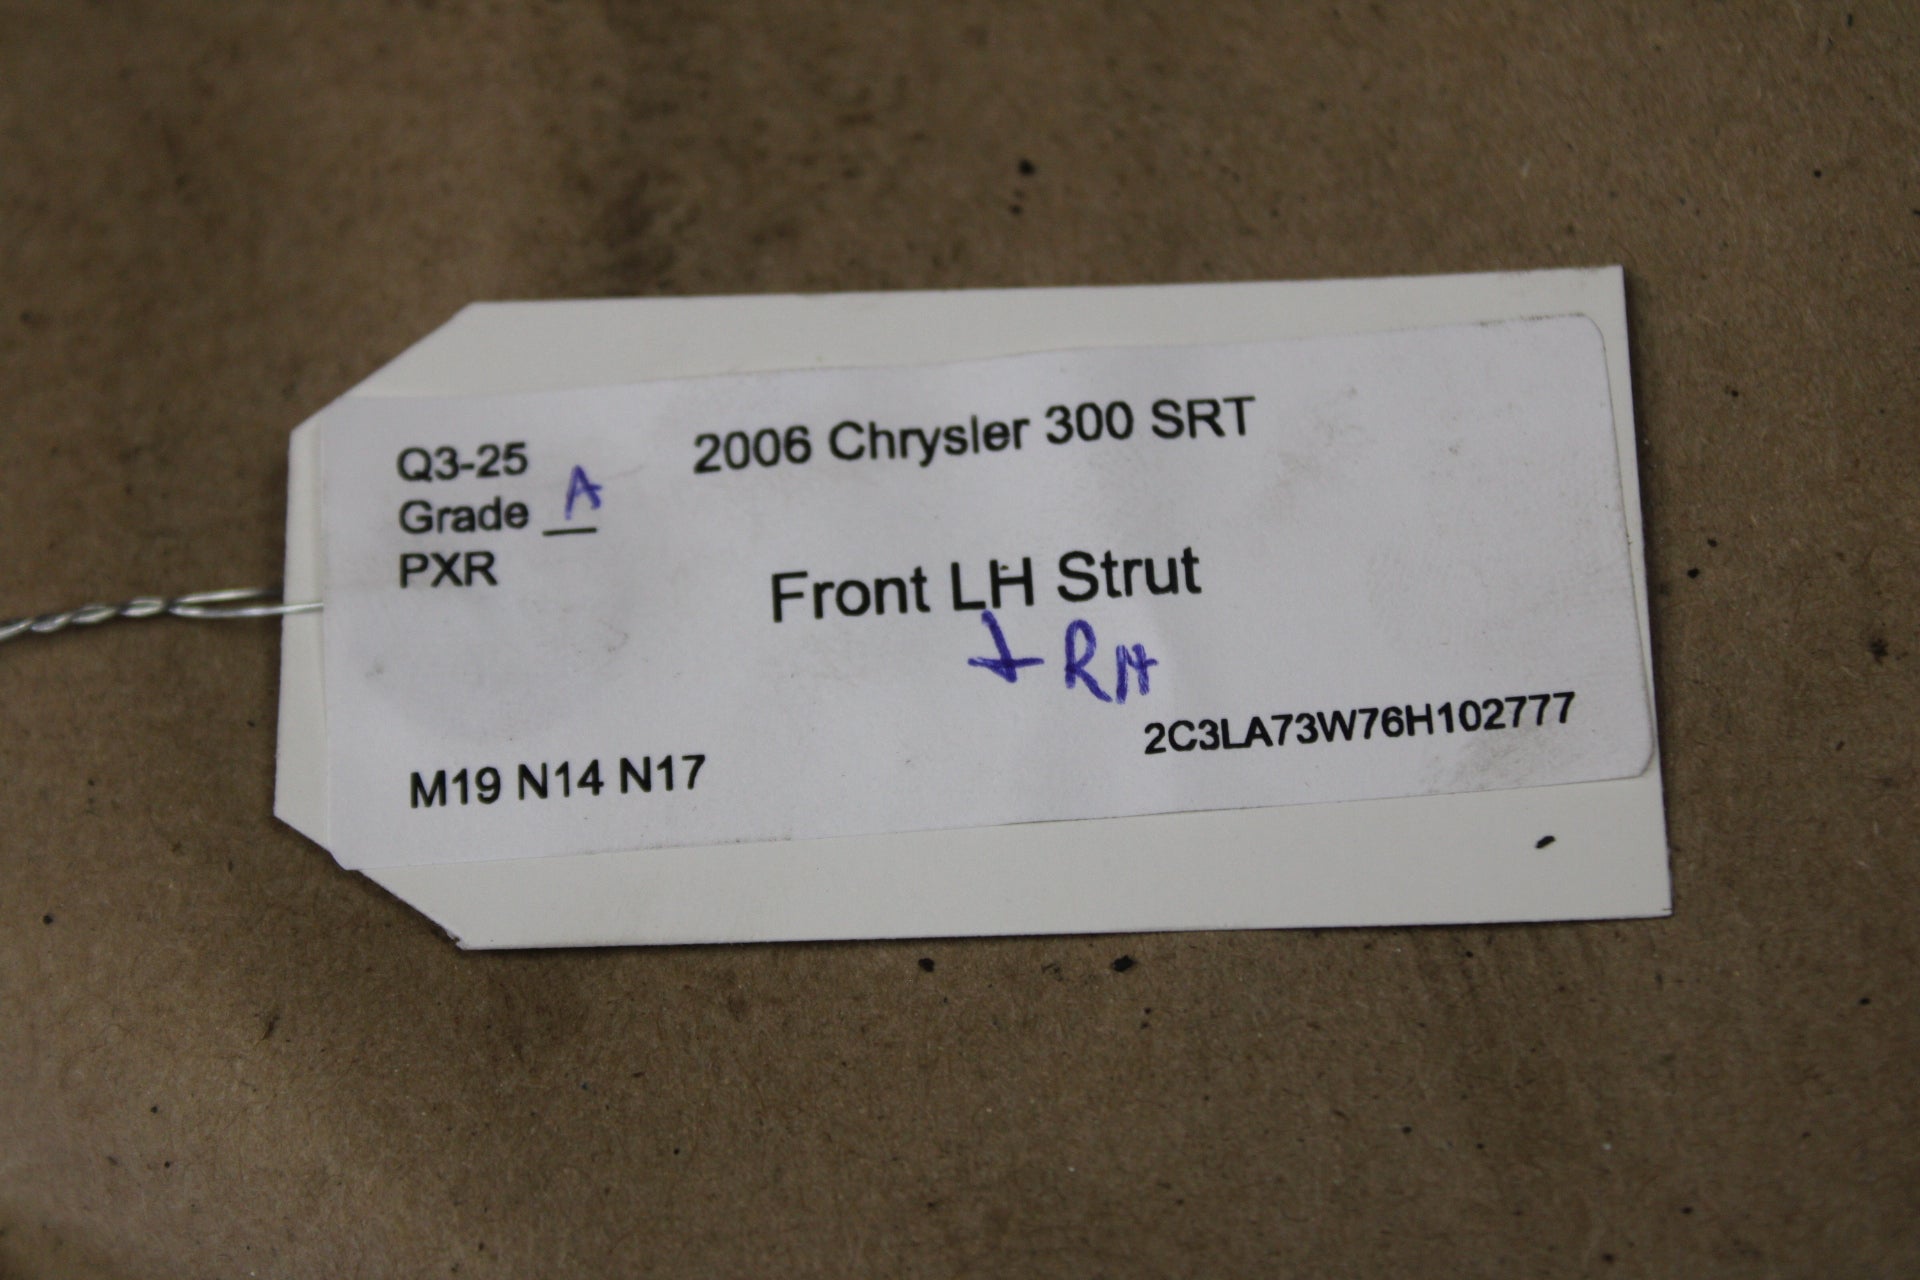 Q3-25
2006 Chrysler 300 SRT
Grade A
PXR
Front LH Strut
+ RH
2C3LA73W76H102777
M19 N14 N17